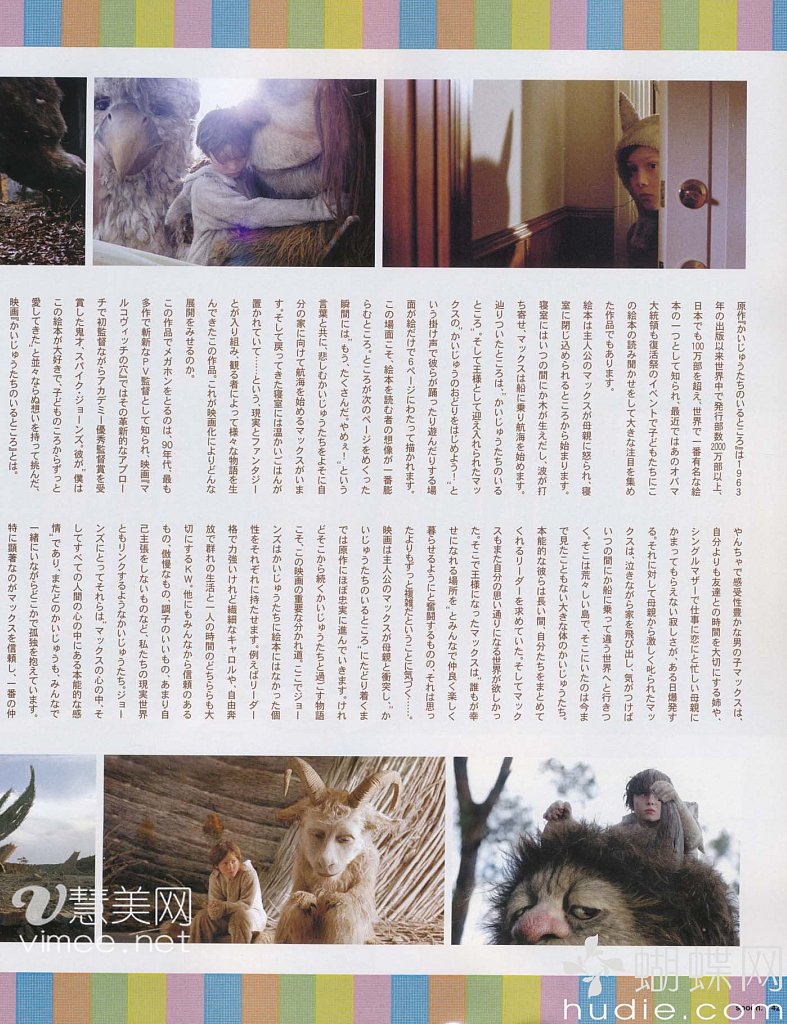 原作『かいじゅうたちのいるところ』は1963
年の出版以来世界中で発行部数2000万部以上、
日本でも100万部を超え、世界で一番有名な絵
本の一つとして知られ、最近ではあのオバマ
大統領も復活祭のイベントで子どもたちにこ
の絵本の読み聞かせをして大きな注目を集め
た作品でもあります。
絵本は主人公のマックスが母親に怒られ、寝
室に閉じ込められるところから始まります。
寝室にはいつの間にか木が生えだし、波が打
ち寄せ、マックスは船に乗り航海を始めます。
辿りついたところは、“かいじゅうたちのいる
ところ”。そして王様として迎え入れられたマッ
クスの、“かいじゅうのおどりをはじめよう！”と
いう掛け声で彼らが踊ったり遊んだりする場
面が絵だけで6ページにわたって描かれます。
この場面こそ、絵本を読む者の想像が一番膨
らむところ。ところが次のページをめくった
瞬間には、“もう、たくさんだ。やめぇ！”という
言葉と共に、悲しむかいじゅうたちをよそに自
分の家に向けて航海を始めるマックスがいま
す。そして戻ってきた寝室には温かいごはんが
置かれていて……という、現実とファンタジー
とが入り組み、観る者によって様々な物語を生
んできたこの作品。これが映画化によりどんな
展開をみせるのか。
この作品でメガホンをとるのは、90年代、最も
多作で斬新なPV監督として知られ、映画『マ
ルコヴィッチの穴』ではその革新的なアプロー
チで初監督ながらアカデミー優秀監督賞を受
賞した鬼才、スパイク・ジョーンズ。彼が、“僕は
この絵本が大好きで、子どものころからずっと
愛してきた”と並々ならぬ想いを持って挑んだ、
映画『かいじゅうたちのいるところ』とは。
やんちゃで感受性豊かな男の子マックスは、
自分よりも友達との時間を大切にする姉や、
シングルマザーで仕事に恋にと忙しい母親に
かまってもらえない寂しさが、ある日爆発す
る。それに対して母親から激しく叱られたマッ
クスは、泣きながら家を飛び出し、気がつけば
いつの間にか船に乗って違う世界へと行きつ
く。そこは荒々しい島で、そこにいたのは今ま
で見たこともない大きな体のかいじゅうたち。
本能的な彼らは長い間、自分たちをまとめて
くれるリーダーを求めていた。そしてマック
スもまた自分の思い通りになる世界が欲しかっ
た。そこで王様になったマックスは、“誰もが幸
せになれる場所を”とみんなで仲良く楽しく
暮らせるようにと奮闘するものの、それは思っ
たよりもずっと複雑だということに気づく……。
映画は主人公のマックスが母親と衝突し、“か
いじゅうたちのいるところ”にたどり着くま
では原作にほぼ忠実に進んでいきます。けれ
どそこから続くかいじゅうたちと過ごす物語
こそ、この映画の重要な分かれ道。ここでジョー
ンズはかいじゅうたちに絵本にはなかった個
性をそれぞれに持たせます。例えばリーダー
格で力強いけれど繊細なキャロルや、自由奔
放で群れの生活と一人の時間のどちらも大
切にするKW。他にもみんなから信頼のある
もの、傲慢なもの、調子のいいもの、あまり自
己主張をしないものなど、私たちの現実世界
ともリンクするようなかいじゅうたち。ジョー
ンズにとってそれらは、“マックスの心の中、そ
してすべての人間の心の中にある本能的な感
情”であり、またどのかいじゅうも、みんなで
一緒にいながらどこかで孤独を抱えています。
特に顕著なのがマックスを信頼し、一番の仲
慧美网
vimee.net
蝴蝶网
hudie.com
spoon. 42